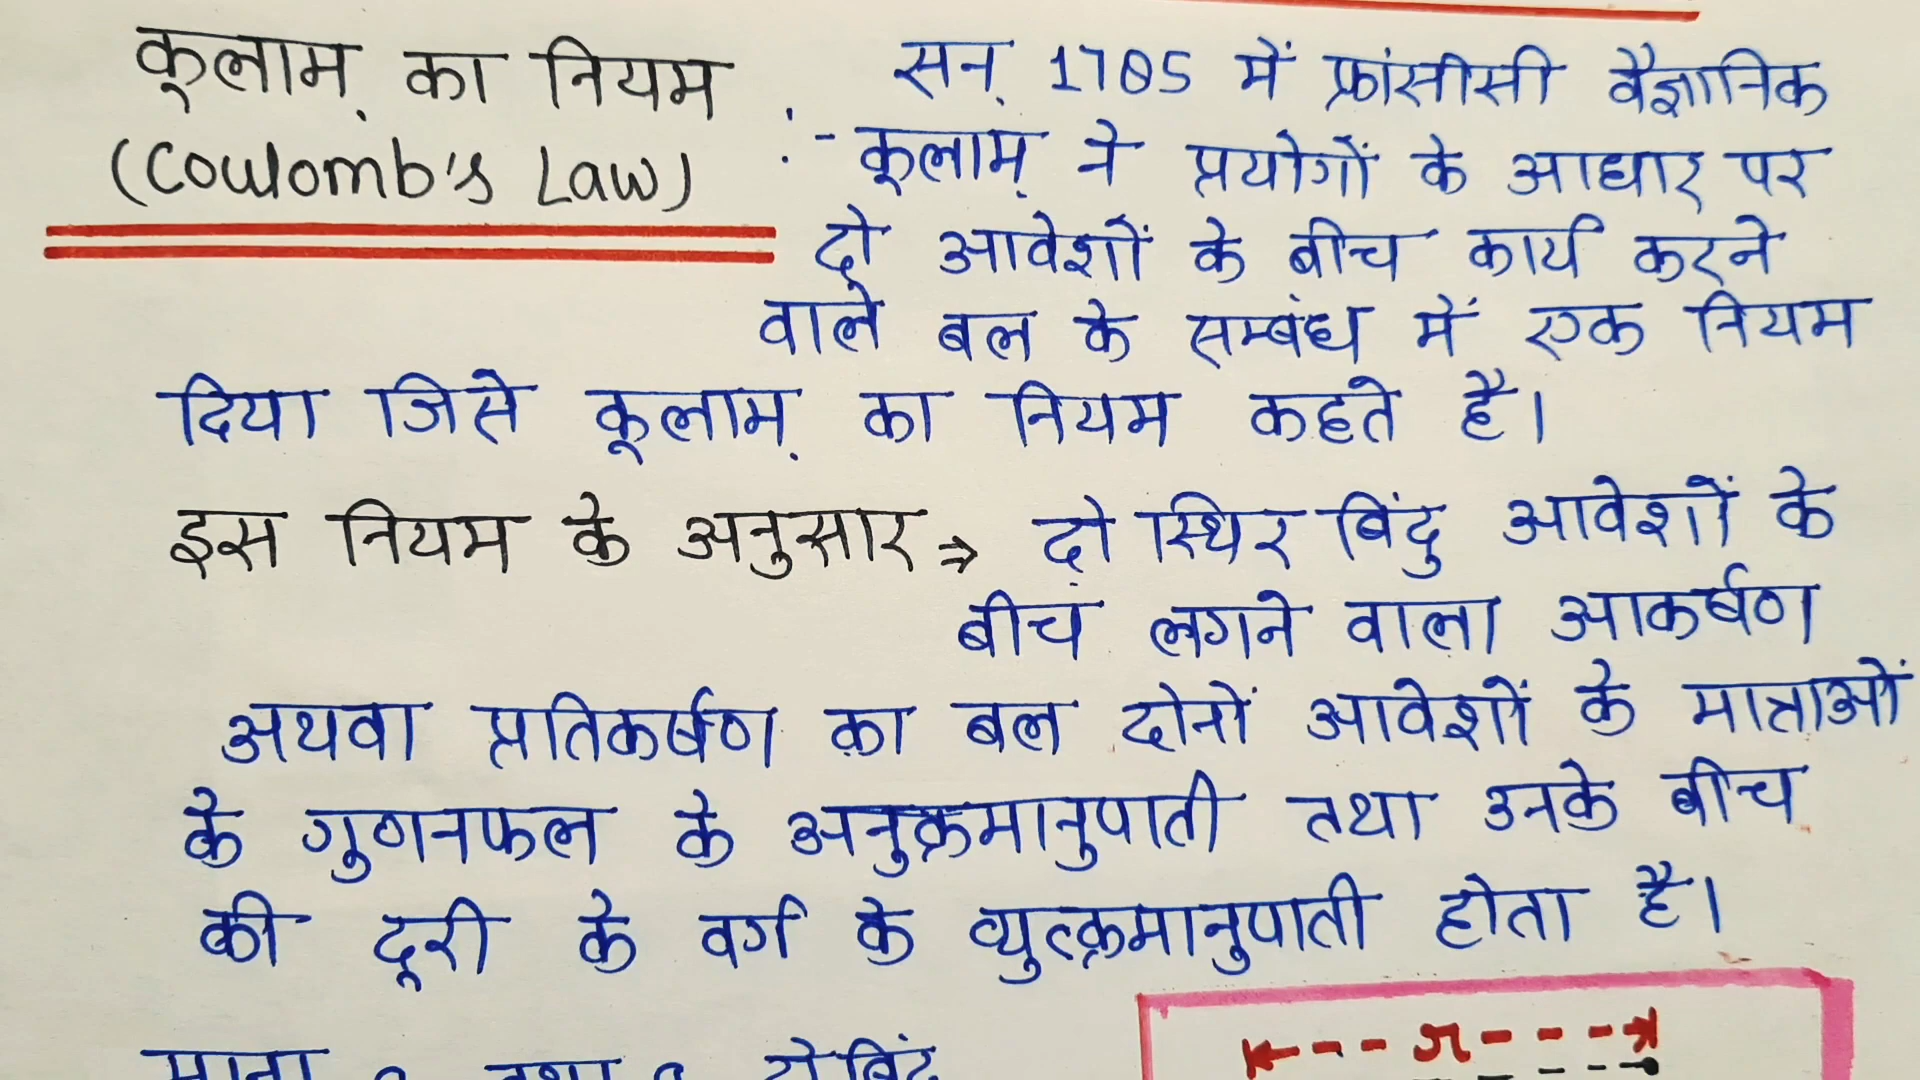 कूलाम् का नियम :- सन् 1785 में फ्रांसीसी वैज्ञानिक
(Coulomb's Law) कूलाम् ने प्रयोगों के आधार पर
दो आवेशों के बीच कार्य करने
वाले बल के सम्बंध में एक नियम
दिया जिसे कूलाम् का नियम कहते है।
इस नियम के अनुसार ⇒ दो स्थिर बिंदु आवेशों के
बीच लगने वाला आकर्षण
अथवा प्रतिकर्षण का बल दोनों आवेशों के मात्राओं
के गुणनफल के अनुक्रमानुपाती तथा उनके बीच
की दूरी के वर्ग के व्युत्क्रमानुपाती होता है।
r